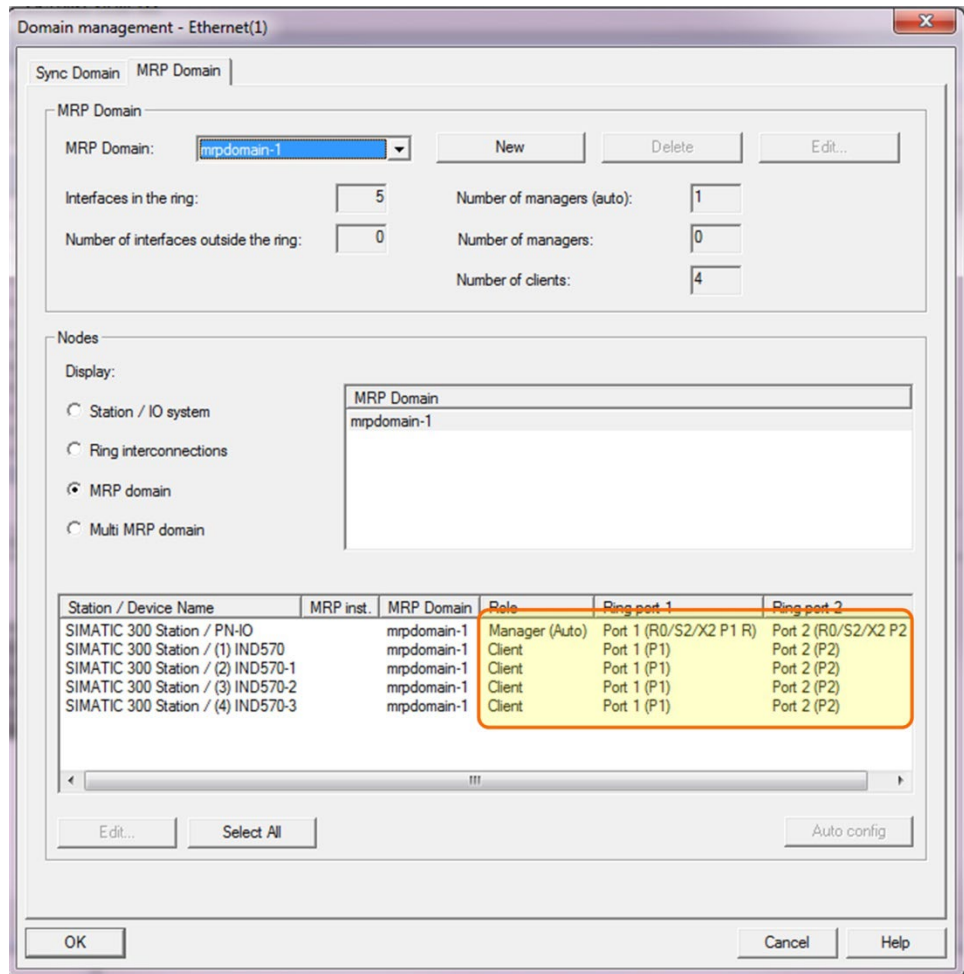 Domain management - Ethernet(1)
Sync Domain MRP Domain
MRP Domain
MRP Domain: mrpdomain-1 New Delete Edit...
Interfaces in the ring: 5 Number of managers (auto): 1
Number of interfaces outside the ring: 0 Number of managers: 0
Number of clients: 4
Nodes
Display:
MRP Domain
Station / IO system
mrpdomain-1
Ring interconnections
MRP domain
Multi MRP domain
Station / Device Name MRP inst. MRP Domain Role Ring port 1 Ring port 2
SIMATIC 300 Station / PN-IO mrpdomain-1 Manager (Auto) Port 1 (R0/S2/X2 P1 R) Port 2 (R0/S2/X2 P2
SIMATIC 300 Station / (1) IND570 mrpdomain-1 Client Port 1 (P1) Port 2 (P2)
SIMATIC 300 Station / (2) IND570-1 mrpdomain-1 Client Port 1 (P1) Port 2 (P2)
SIMATIC 300 Station / (3) IND570-2 mrpdomain-1 Client Port 1 (P1) Port 2 (P2)
SIMATIC 300 Station / (4) IND570-3 mrpdomain-1 Client Port 1 (P1) Port 2 (P2)
Edit... Select All Auto config
OK Cancel Help